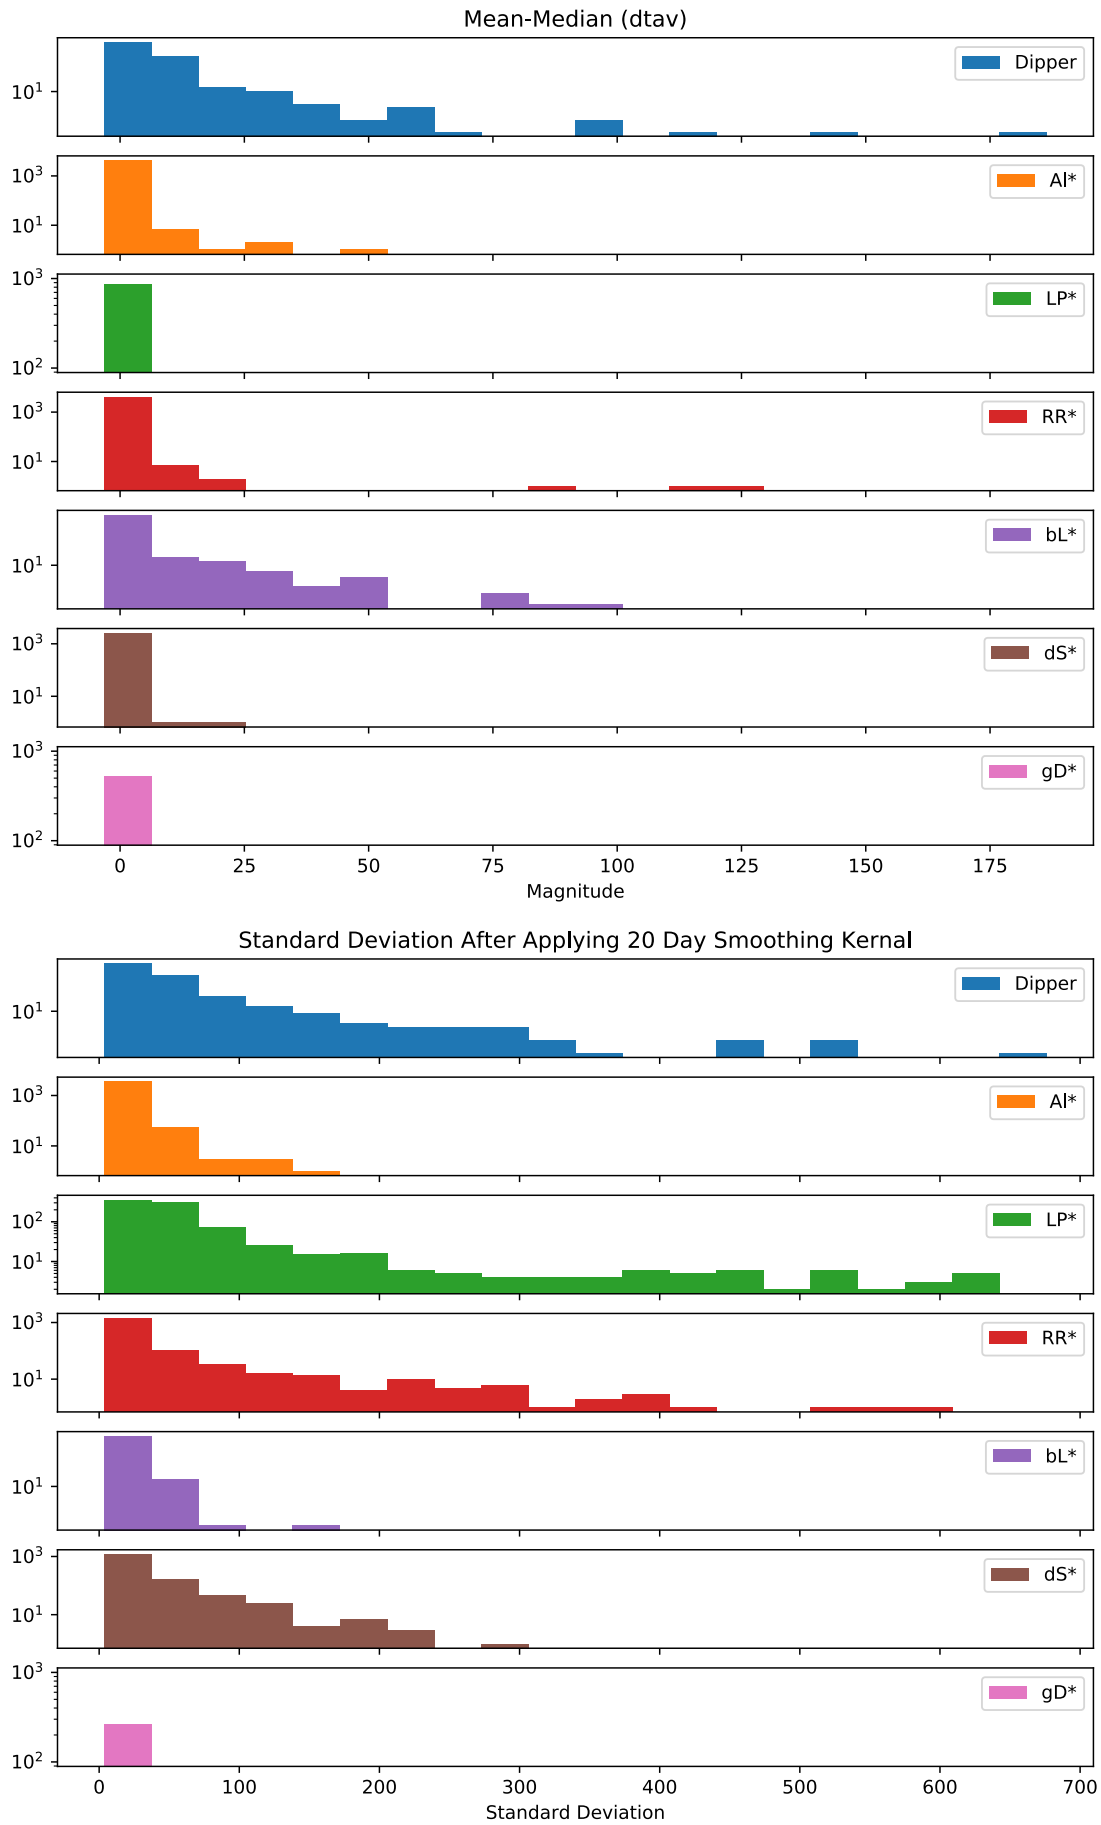 Mean-Median (dtav)
10^1
Dipper
10^3
10^1
Al*
10^3
10^2
LP*
10^3
10^1
RR*
10^1
bL*
10^3
10^1
dS*
10^3
10^2
gD*
0 25 50 75 100 125 150 175
Magnitude
Standard Deviation After Applying 20 Day Smoothing Kernal
10^1
Dipper
10^3
10^1
Al*
10^2
10^1
LP*
10^3
10^1
RR*
10^1
bL*
10^3
10^1
dS*
10^3
10^2
gD*
0 100 200 300 400 500 600 700
Standard Deviation